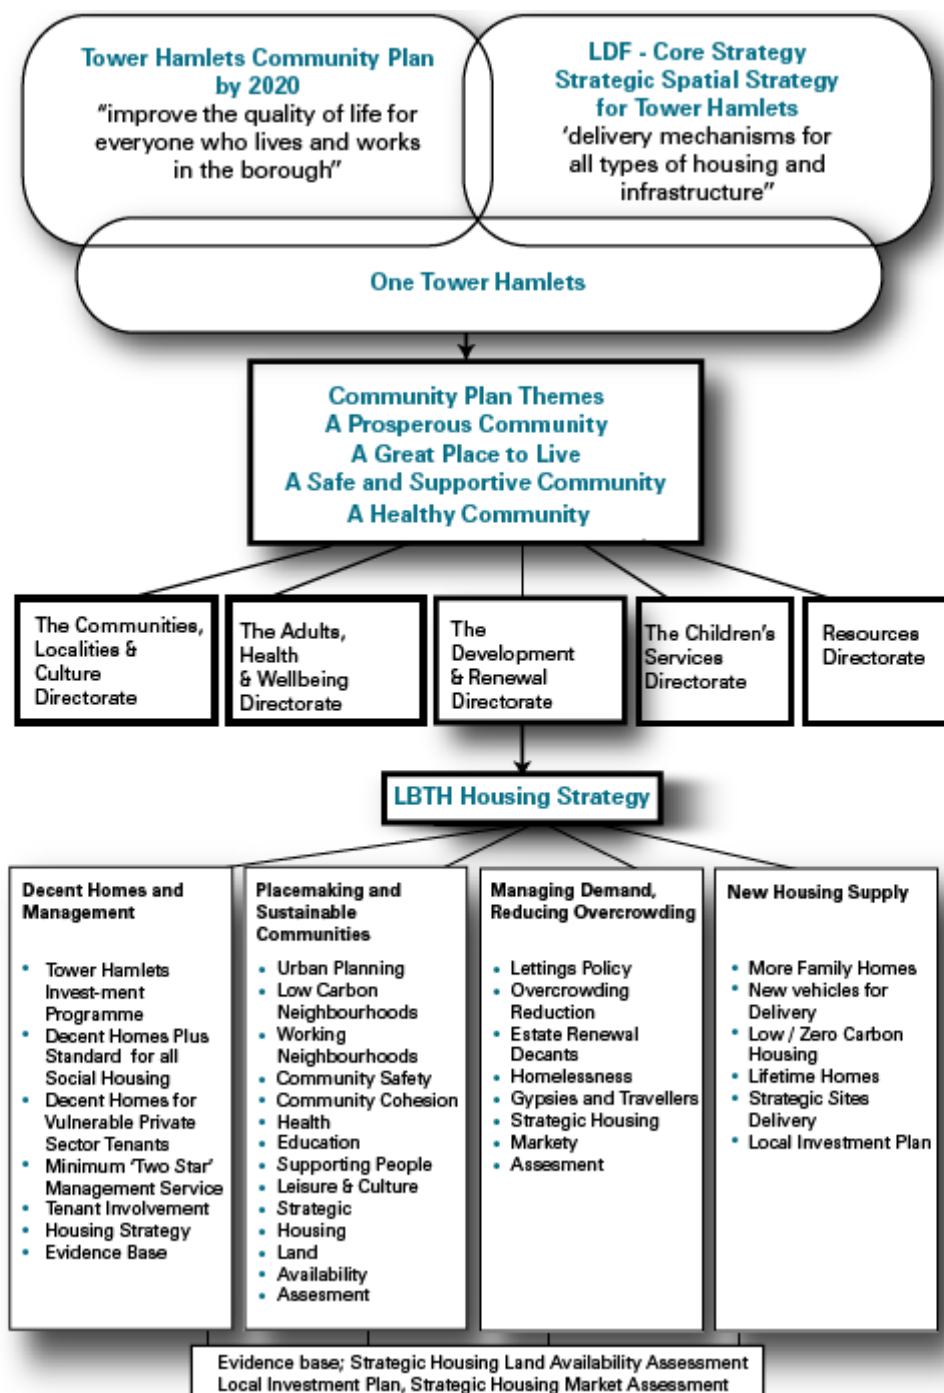 Tower Hamlets Community Plan
by 2020
“improve the quality of life for
everyone who lives and works
in the borough”
LDF - Core Strategy
Strategic Spatial Strategy
for Tower Hamlets
‘delivery mechanisms for
all types of housing and
infrastructure”
One Tower Hamlets
Community Plan Themes
A Prosperous Community
A Great Place to Live
A Safe and Supportive Community
A Healthy Community
The Communities,
Localities &
Culture
Directorate
The Adults,
Health
& Wellbeing
Directorate
The
Development
& Renewal
Directorate
The Children’s
Services
Directorate
Resources
Directorate
LBTH Housing Strategy
Decent Homes and
Management
• Tower Hamlets
Invest-ment
Programme
• Decent Homes Plus
Standard for all
Social Housing
• Decent Homes for
Vulnerable Private
Sector Tenants
• Minimum ‘Two Star’
Management Service
• Tenant Involvement
• Housing Strategy
• Evidence Base
Placemaking and
Sustainable
Communities
• Urban Planning
• Low Carbon
Neighbourhoods
• Working
Neighbourhoods
• Community Safety
• Community Cohesion
• Health
• Education
• Supporting People
• Leisure & Culture
• Strategic
• Housing
• Land
• Availability
• Assesment
Managing Demand,
Reducing Overcrowding
• Lettings Policy
• Overcrowding
Reduction
• Estate Renewal
Decants
• Homelessness
• Gypsies and Travellers
• Strategic Housing
• Markety
• Assesment
New Housing Supply
• More Family Homes
• New vehicles for
Delivery
• Low / Zero Carbon
Housing
• Lifetime Homes
• Strategic Sites
Delivery
• Local Investment Plan
Evidence base; Strategic Housing Land Availability Assessment
Local Investment Plan, Strategic Housing Market Assessment